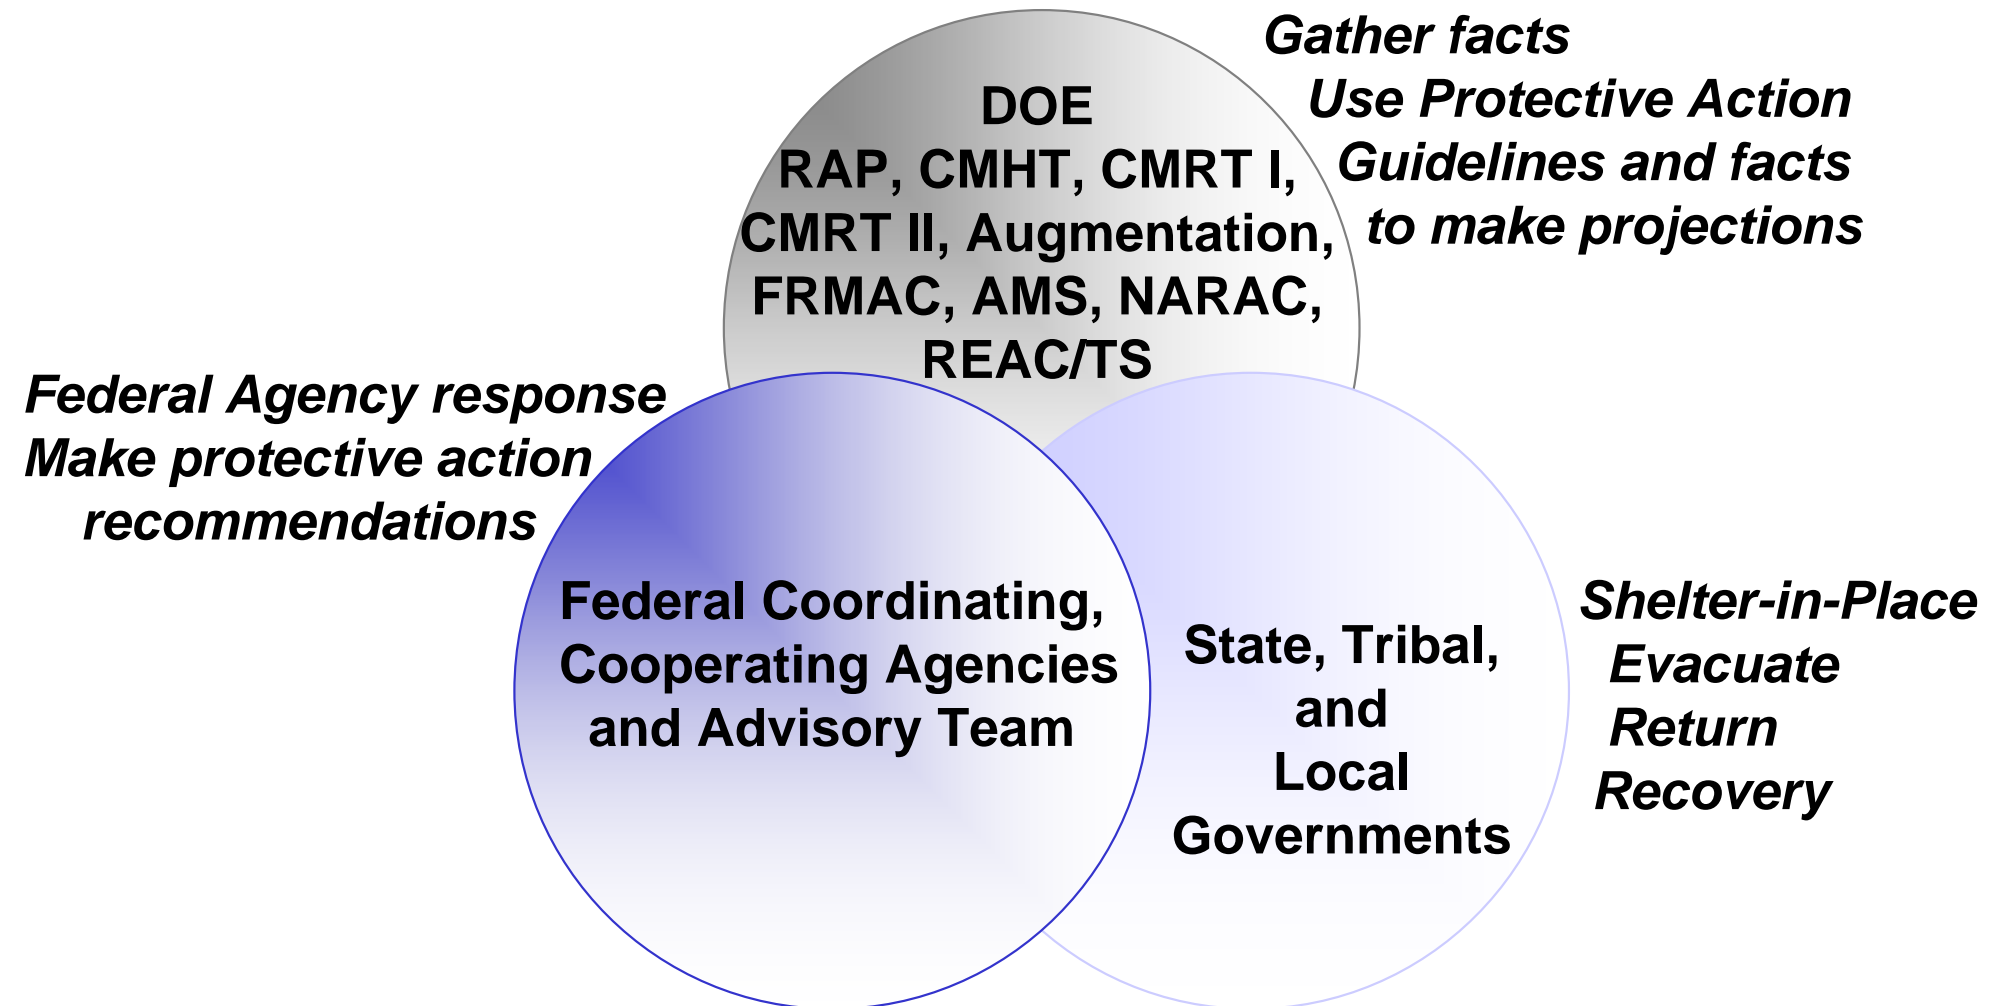 Gather facts
Use Protective Action
Guidelines and facts
to make projections
DOE
RAP, CMHT, CMRT I,
CMRT II, Augmentation,
FRMAC, AMS, NARAC,
REAC/TS
Federal Agency response
Make protective action
recommendations
Federal Coordinating,
Cooperating Agencies
and Advisory Team
State, Tribal,
and
Local
Governments
Shelter-in-Place
Evacuate
Return
Recovery